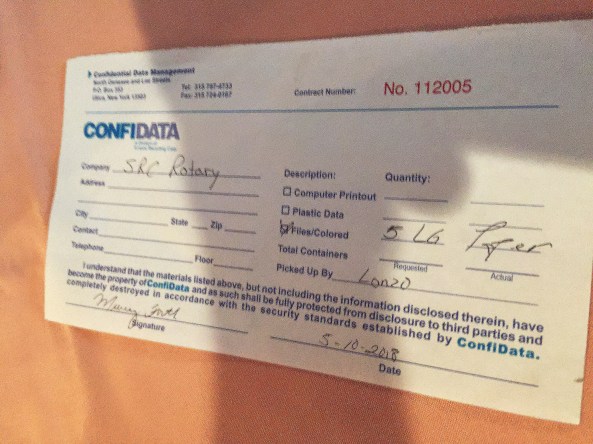 Confidential Data Management
North Genesee and Lee Streets
P.O. Box 353
Tel: 315 797-6733
Utica, New York 13503
Fax: 315 724-0167
Contract Number:
No. 112005
CONFIDATA
Company SRC Rotary
Address
City State Zip
Contact
Telephone Floor
Description: Quantity:
Computer Printout
Plastic Data
Files/Colored 5 LG
Total Containers Requested Actual
Picked Up By Lonzo
I understand that the materials listed above, but not including the information disclosed therein, have
become the property of ConfiData and as such shall be fully protected from disclosure to third parties and
completely destroyed in accordance with the security standards established by ConfiData.
Signature
5-10-2018
Date